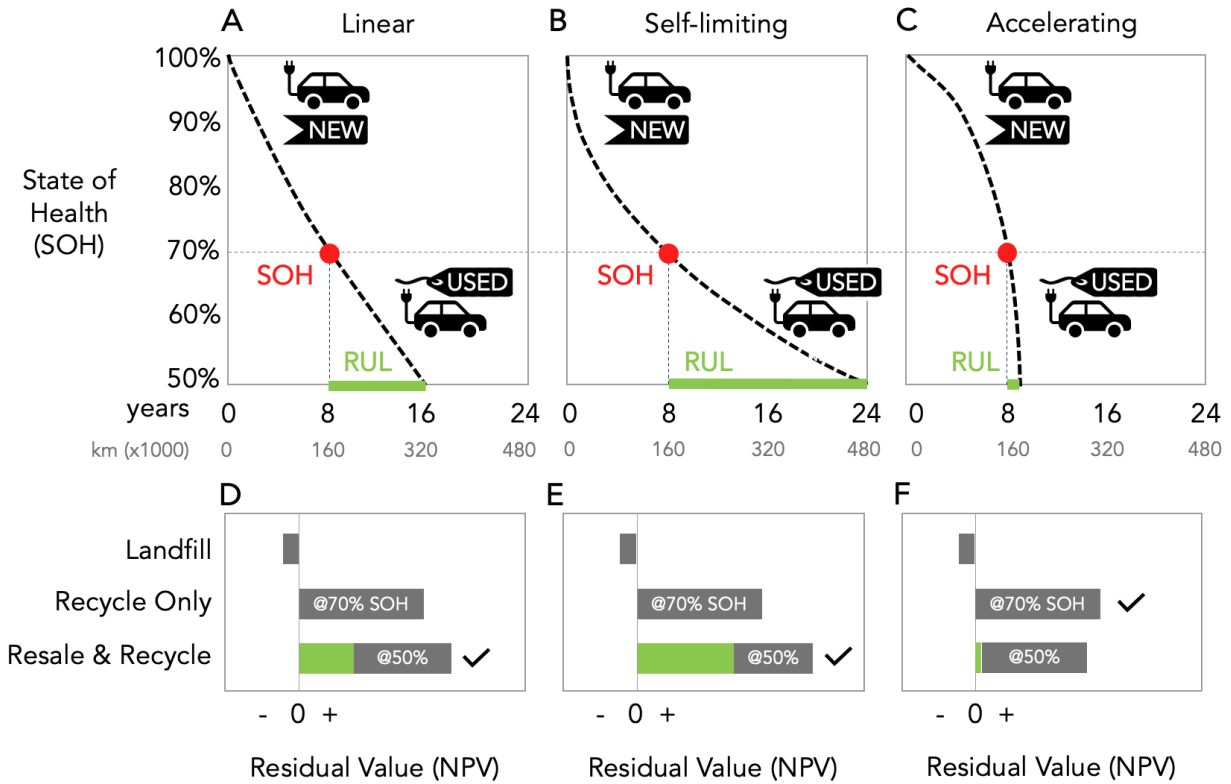 A Linear
B Self-limiting
C Accelerating
100%
90%
80%
70%
60%
50%
State of
Health
(SOH)
NEW
NEW
NEW
SOH
SOH
SOH
USED
USED
USED
RUL
RUL
RUL
years 0 8 16 24
0 8 16 24
0 8 16 24
km (x1000) 0 160 320 480
0 160 320 480
0 160 320 480
D
E
F
Landfill
Recycle Only
Resale & Recycle
@70% SOH
@50%
@70% SOH
@50%
@70% SOH
@50%
- 0 +
- 0 +
- 0 +
Residual Value (NPV)
Residual Value (NPV)
Residual Value (NPV)